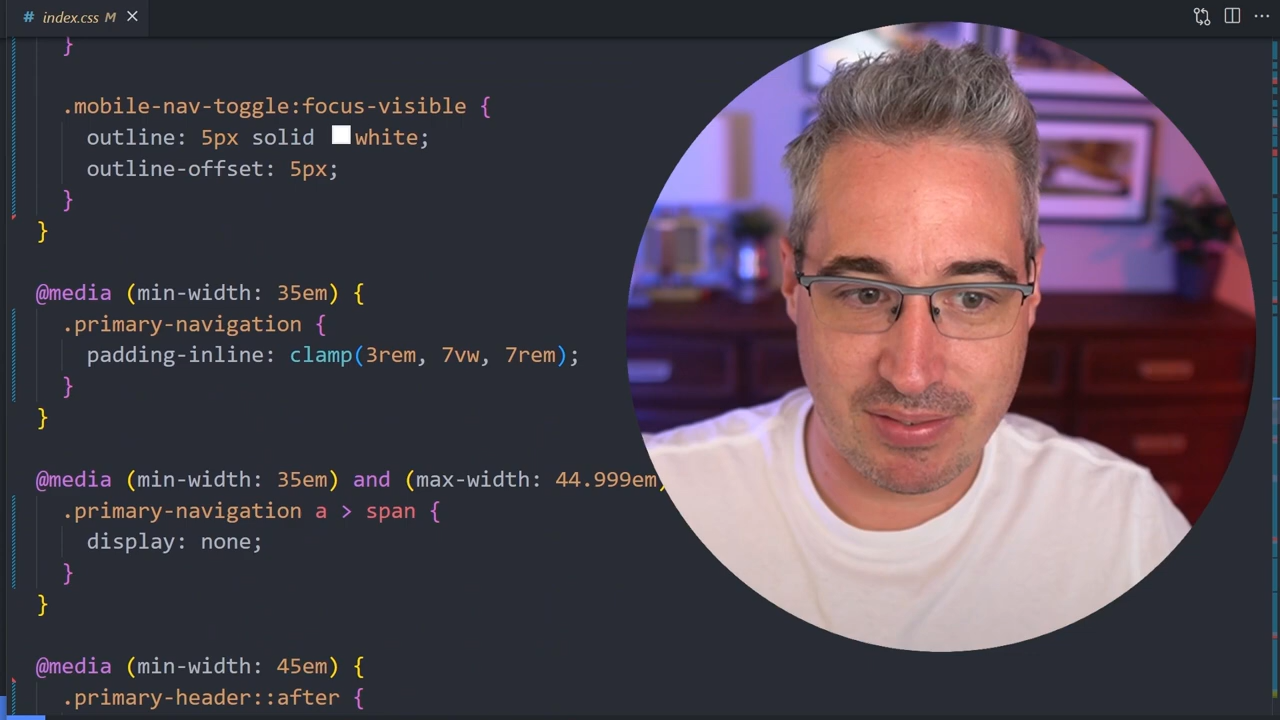 # index.css M
}
.mobile-nav-toggle:focus-visible {
outline: 5px solid white;
outline-offset: 5px;
}
}
@media (min-width: 35em) {
.primary-navigation {
padding-inline: clamp(3rem, 7vw, 7rem);
}
}
@media (min-width: 35em) and (max-width: 44.999em)
.primary-navigation a > span {
display: none;
}
}
@media (min-width: 45em) {
.primary-header::after {